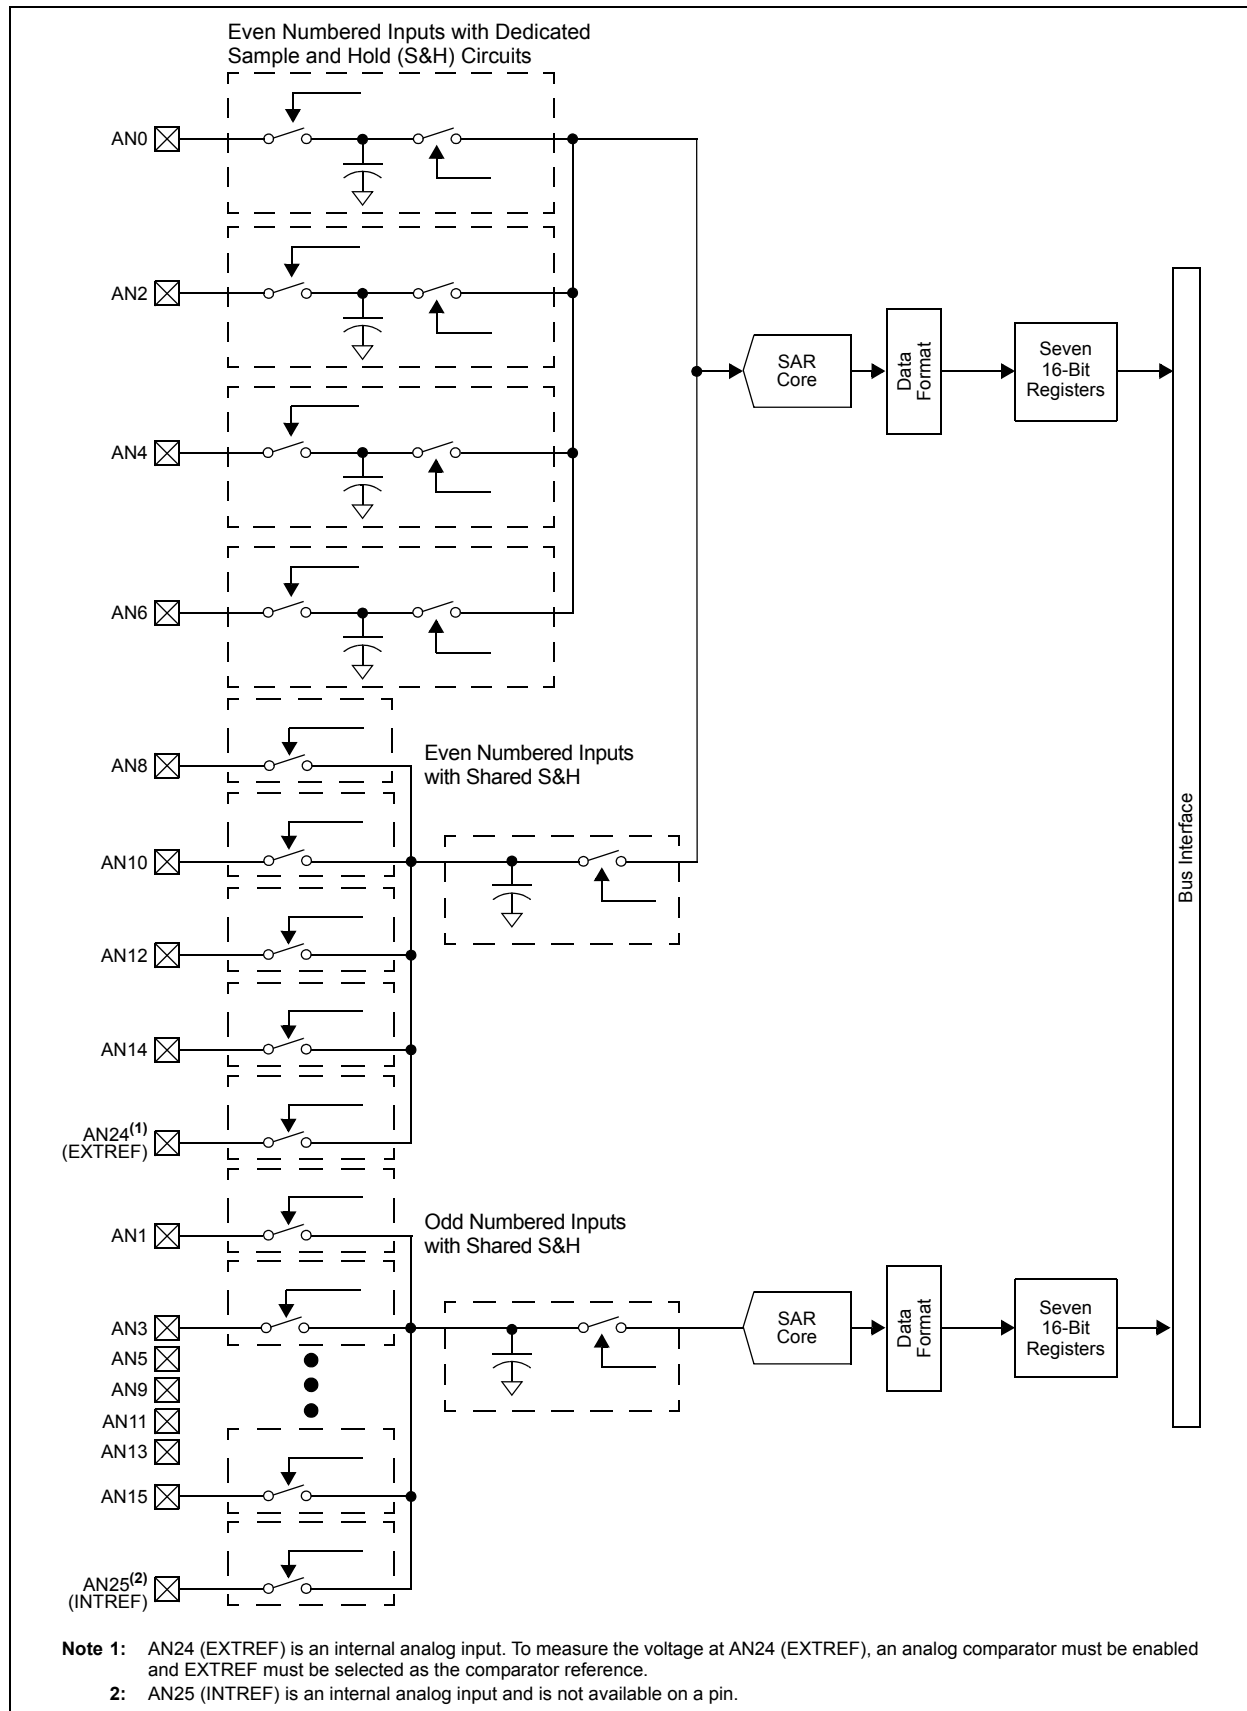 Even Numbered Inputs with Dedicated
Sample and Hold (S&H) Circuits
AN0
AN2
AN4
AN6
SAR
Core
Data
Format
Seven
16-Bit
Registers
Bus Interface
AN8
Even Numbered Inputs
with Shared S&H
AN10
AN12
AN14
AN24(1)
(EXTREF)
AN1
Odd Numbered Inputs
with Shared S&H
AN3
SAR
Core
Data
Format
Seven
16-Bit
Registers
AN5
AN9
AN11
AN13
AN15
AN25(2)
(INTREF)
Note 1: AN24 (EXTREF) is an internal analog input. To measure the voltage at AN24 (EXTREF), an analog comparator must be enabled
and EXTREF must be selected as the comparator reference.
2: AN25 (INTREF) is an internal analog input and is not available on a pin.